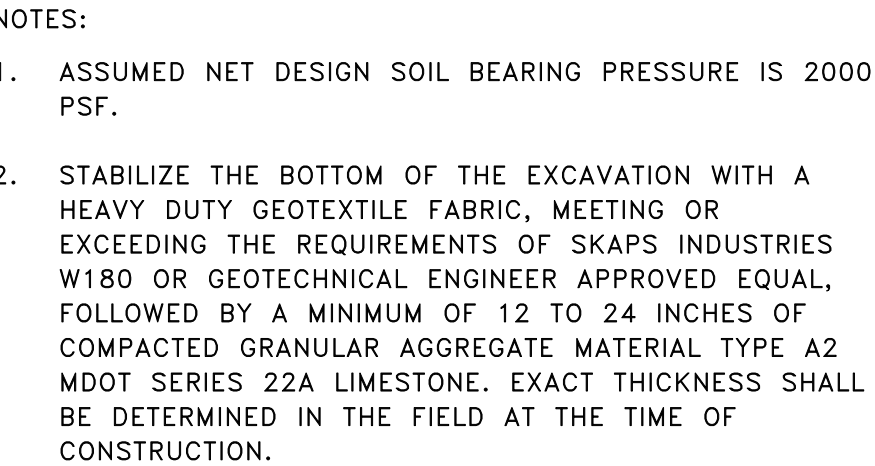 NOTES:
1. ASSUMED NET DESIGN SOIL BEARING PRESSURE IS 2000
PSF.
2. STABILIZE THE BOTTOM OF THE EXCAVATION WITH A
HEAVY DUTY GEOTEXTILE FABRIC, MEETING OR
EXCEEDING THE REQUIREMENTS OF SKAPS INDUSTRIES
W180 OR GEOTECHNICAL ENGINEER APPROVED EQUAL,
FOLLOWED BY A MINIMUM OF 12 TO 24 INCHES OF
COMPACTED GRANULAR AGGREGATE MATERIAL TYPE A2
MDOT SERIES 22A LIMESTONE. EXACT THICKNESS SHALL
BE DETERMINED IN THE FIELD AT THE TIME OF
CONSTRUCTION.